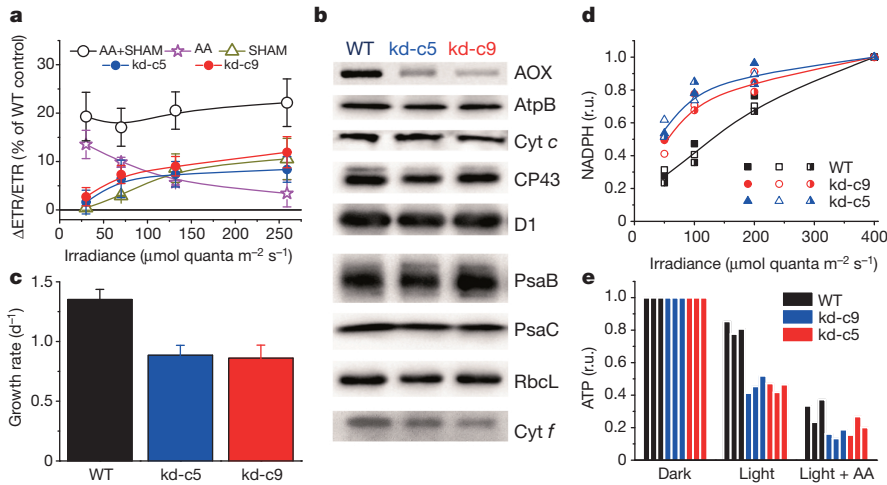 a
AA+SHAM AA SHAM
kd-c5 kd-c9
ΔETR/ETR (% of WT control)
30
20
10
0
0 50 100 150 200 250
Irradiance (μmol quanta m⁻² s⁻¹)
b
WT kd-c5 kd-c9
AOX
AtpB
Cyt c
CP43
D1
PsaB
PsaC
RbcL
Cyt f
c
Growth rate (d⁻¹)
1.5
1.0
0.5
0.0
WT kd-c5 kd-c9
d
NADPH (r.u.)
1.0
0.8
0.6
0.4
0.2
0
WT
kd-c9
kd-c5
0 100 200 300 400
Irradiance (μmol quanta m⁻² s⁻¹)
e
ATP (r.u.)
1.0
0.8
0.6
0.4
0.2
0
WT
kd-c9
kd-c5
Dark Light Light + AA